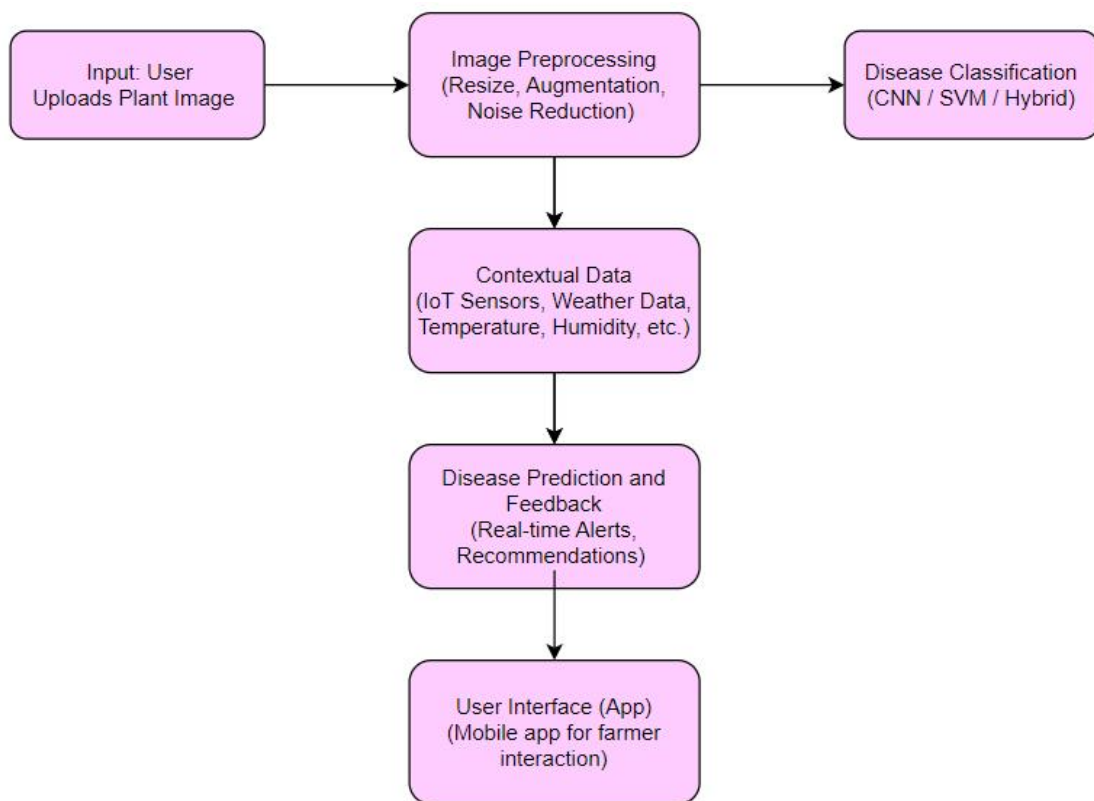 Input: User
Uploads Plant Image
Image Preprocessing
(Resize, Augmentation,
Noise Reduction)
Disease Classification
(CNN / SVM / Hybrid)
Contextual Data
(IoT Sensors, Weather Data,
Temperature, Humidity, etc.)
Disease Prediction and
Feedback
(Real-time Alerts,
Recommendations)
User Interface (App)
(Mobile app for farmer
interaction)